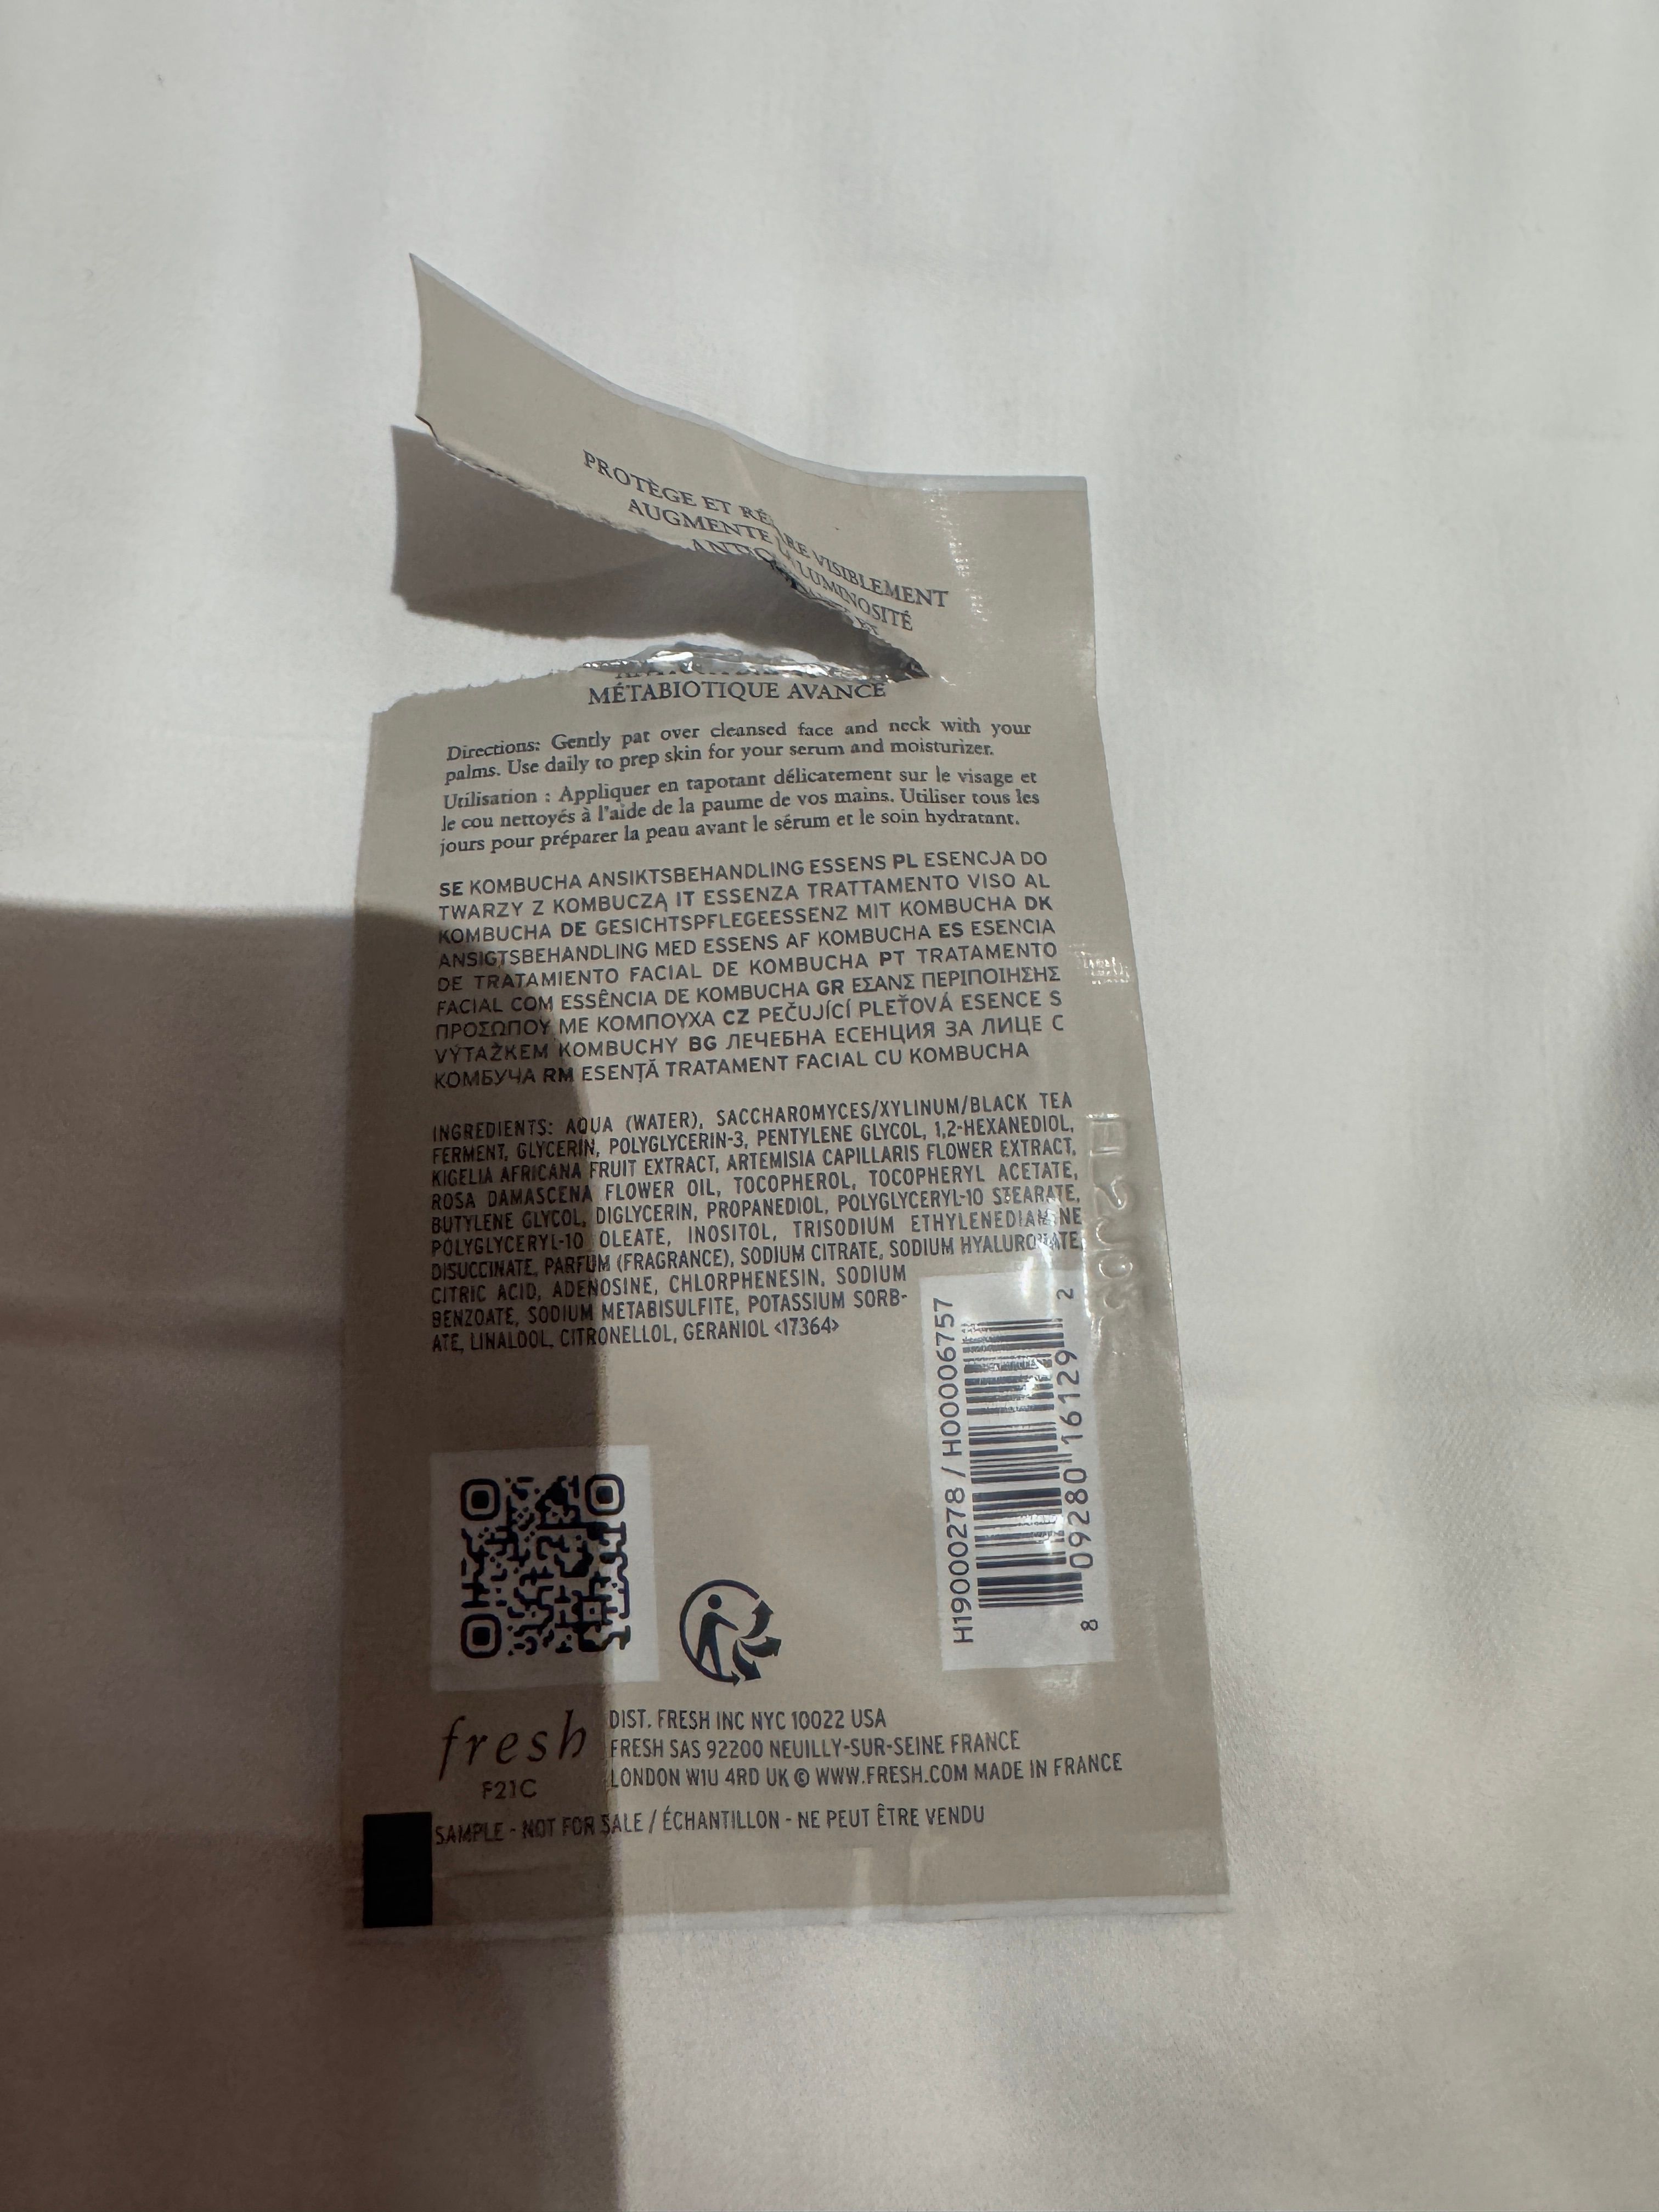 PROTÈGE ET RÉ RE VISIBLEMENT
AUGMENTE LUMINOSITÉ
ET
MÉTABIOTIQUE AVANCÉ
Directions: Gently pat over cleansed face and neck with your
palms. Use daily to prep skin for your serum and moisturizer.
Utilisation : Appliquer en tapotant délicatement sur le visage et
le cou nettoyés à l'aide de la paume de vos mains. Utiliser tous les
jours pour préparer la peau avant le sérum et le soin hydratant.
SE KOMBUCHA ANSIKTSBEHANDLING ESSENS PL ESENCJA DO
TWARZY Z KOMBUCZĄ IT ESSENZA TRATTAMENTO VISO AL
KOMBUCHA DE GESICHTSPFLEGEESSENZ MIT KOMBUCHA DK
ANSIGTSBEHANDLING MED ESSENS AF KOMBUCHA ES ESENCIA
DE TRATAMIENTO FACIAL DE KOMBUCHA PT TRATAMENTO
FACIAL COM ESSÊNCIA DE KOMBUCHA GR ΕΣΑΝΣ ΠΕΡΙΠΟΙΗΣΗΣ
ΠΡΟΣΩΠΟΥ ΜΕ ΚΟΜΠΟΥΧΑ CZ PEČUJÍCÍ PLEŤOVÁ ESENCE S
VÝTAŽKEM KOMBUCHY BG ЛЕЧЕБНА ЕСЕНЦИЯ ЗА ЛИЦЕ С
КОМБУЧА RM ESENȚĂ TRATAMENT FACIAL CU KOMBUCHA
INGREDIENTS: AQUA (WATER), SACCHAROMYCES/XYLINUM/BLACK TEA
FERMENT, GLYCERIN, POLYGLYCERIN-3, PENTYLENE GLYCOL, 1,2-HEXANEDIOL,
KIGELIA AFRICANA FRUIT EXTRACT, ARTEMISIA CAPILLARIS FLOWER EXTRACT,
ROSA DAMASCENA FLOWER OIL, TOCOPHEROL, TOCOPHERYL ACETATE,
BUTYLENE GLYCOL, DIGLYCERIN, PROPANEDIOL, POLYGLYCERYL-10 STEARATE,
POLYGLYCERYL-10 OLEATE, INOSITOL, TRISODIUM ETHYLENEDIAMINE
DISUCCINATE, PARFUM (FRAGRANCE), SODIUM CITRATE, SODIUM HYALURONATE,
CITRIC ACID, ADENOSINE, CHLORPHENESIN, SODIUM
BENZOATE, SODIUM METABISULFITE, POTASSIUM SORB-
ATE, LINALOOL, CITRONELLOL, GERANIOL <17364>
H19000278 / H00006757
8 09280 16129 2
fresh
F21C
DIST. FRESH INC NYC 10022 USA
FRESH SAS 92200 NEUILLY-SUR-SEINE FRANCE
LONDON W1U 4RD UK © WWW.FRESH.COM MADE IN FRANCE
SAMPLE - NOT FOR SALE / ÉCHANTILLON - NE PEUT ÊTRE VENDU